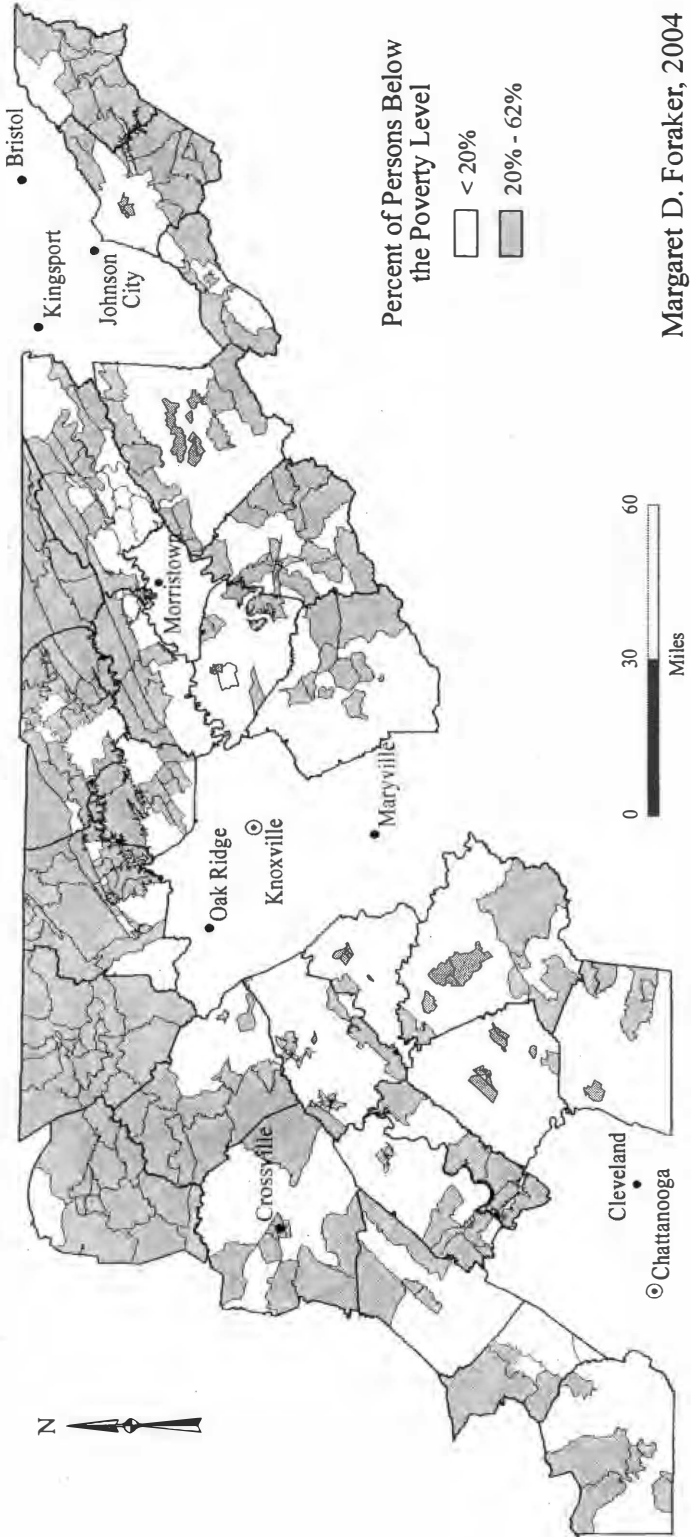 N
Bristol
Kingsport
Johnson
City
Morristown
Oak Ridge
Knoxville
Maryville
Crossville
Cleveland
Chattanooga
Percent of Persons Below
the Poverty Level
< 20%
20% - 62%
0 30 60
Miles
Margaret D. Foraker, 2004